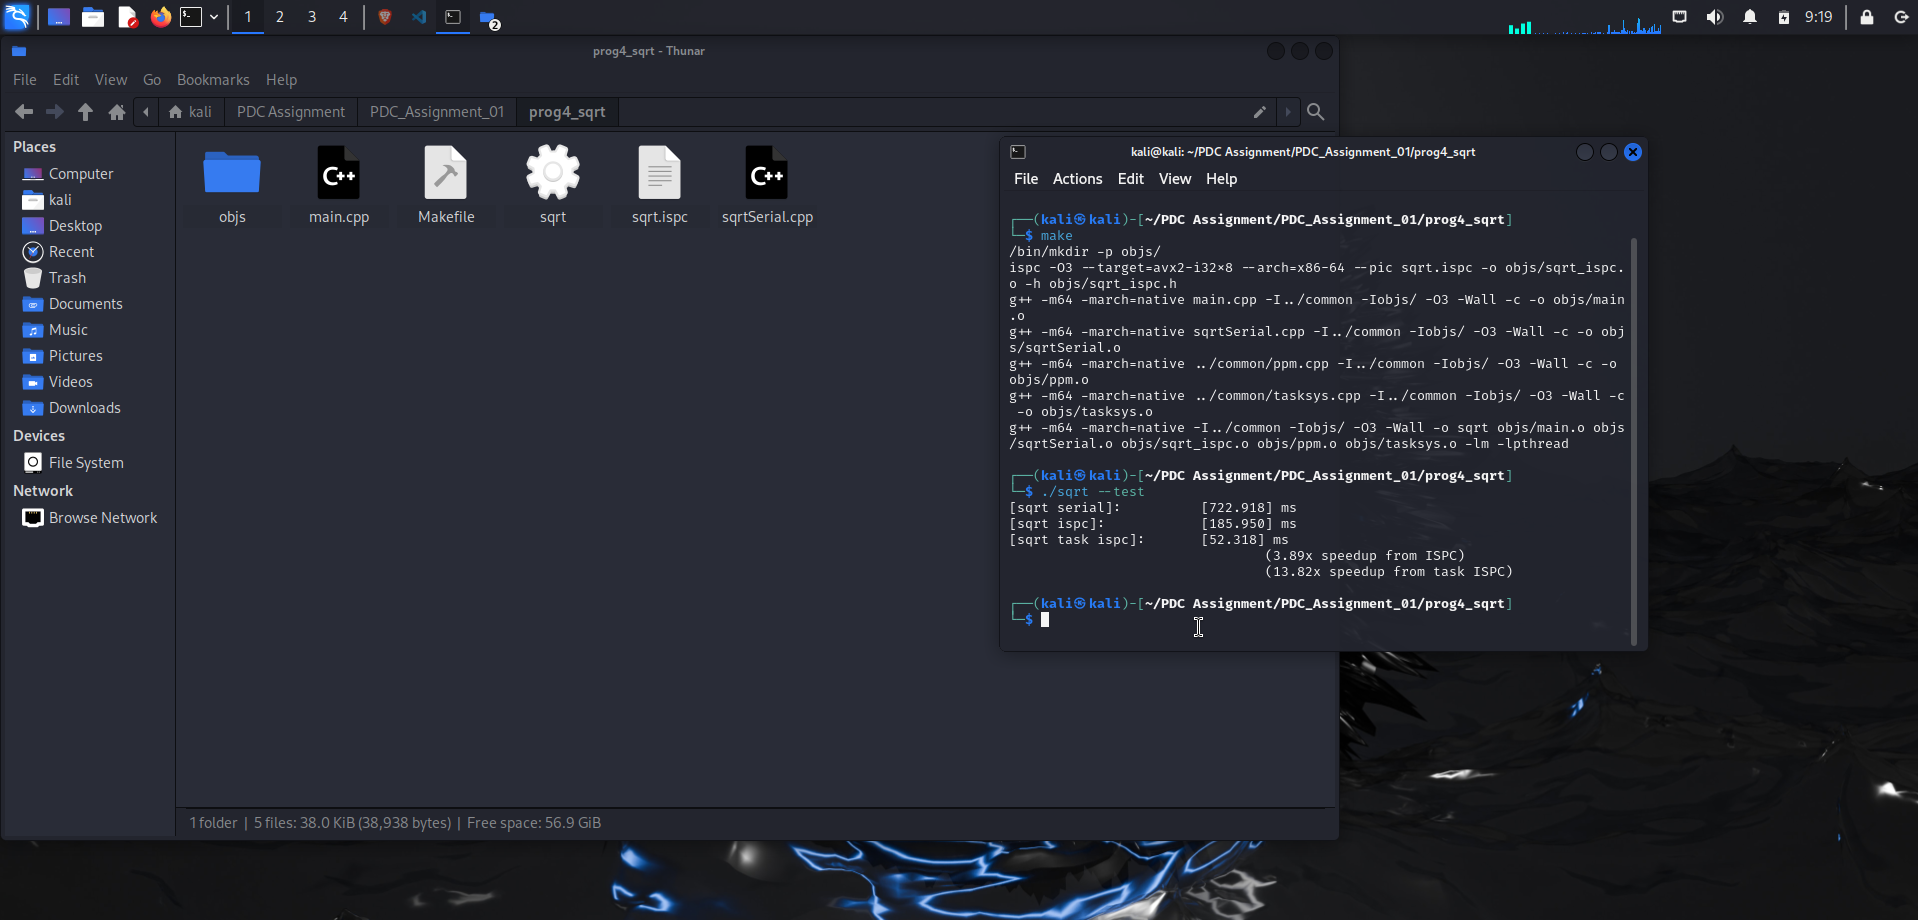 1 2 3 4
2
9:19
prog4_sqrt - Thunar
File Edit View Go Bookmarks Help
kali PDC Assignment PDC_Assignment_01 prog4_sqrt
Places
Computer
kali
Desktop
Recent
Trash
Documents
Music
Pictures
Videos
Downloads
Devices
File System
Network
Browse Network
C++ C++
objs main.cpp Makefile sqrt sqrt.ispc sqrtSerial.cpp
1 folder | 5 files: 38.0 KiB (38,938 bytes) | Free space: 56.9 GiB
kali@kali: ~/PDC Assignment/PDC_Assignment_01/prog4_sqrt
File Actions Edit View Help
┌──(kali㉿kali)-[~/PDC Assignment/PDC_Assignment_01/prog4_sqrt]
└─$ make
/bin/mkdir -p objs/
ispc -O3 --target=avx2-i32x8 --arch=x86-64 --pic sqrt.ispc -o objs/sqrt_ispc.
o -h objs/sqrt_ispc.h
g++ -m64 -march=native main.cpp -I../common -Iobjs/ -O3 -Wall -c -o objs/main
.o
g++ -m64 -march=native sqrtSerial.cpp -I../common -Iobjs/ -O3 -Wall -c -o obj
s/sqrtSerial.o
g++ -m64 -march=native ../common/ppm.cpp -I../common -Iobjs/ -O3 -Wall -c -o
objs/ppm.o
g++ -m64 -march=native ../common/tasksys.cpp -I../common -Iobjs/ -O3 -Wall -c
-o objs/tasksys.o
g++ -m64 -march=native -I../common -Iobjs/ -O3 -Wall -o sqrt objs/main.o objs
/sqrtSerial.o objs/sqrt_ispc.o objs/ppm.o objs/tasksys.o -lm -lpthread
┌──(kali㉿kali)-[~/PDC Assignment/PDC_Assignment_01/prog4_sqrt]
└─$ ./sqrt --test
[sqrt serial]: [722.918] ms
[sqrt ispc]: [185.950] ms
[sqrt task ispc]: [52.318] ms
(3.89x speedup from ISPC)
(13.82x speedup from task ISPC)
┌──(kali㉿kali)-[~/PDC Assignment/PDC_Assignment_01/prog4_sqrt]
└─$